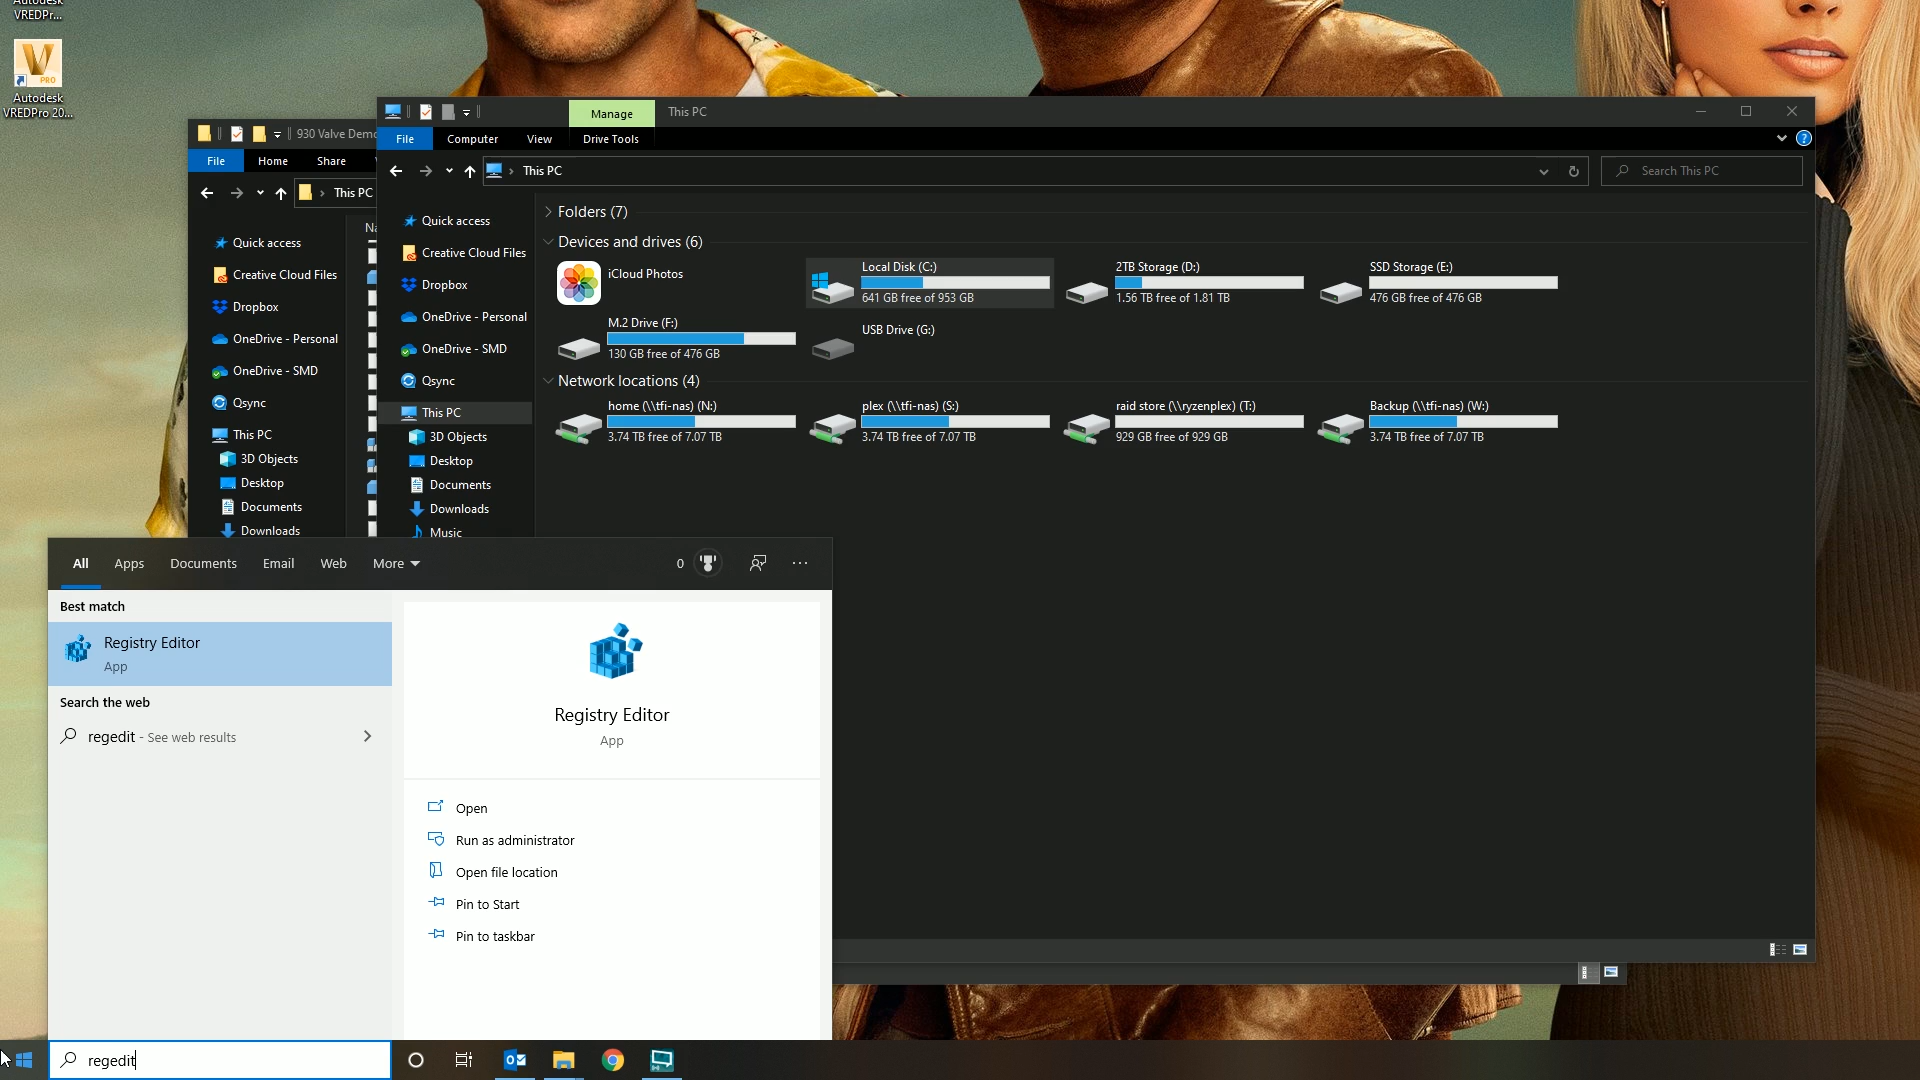 Autodesk
VREDPr...
PRO
Autodesk
VREDPro 20...
930 Valve Demo
File
Home
Share
This PC
Quick access
Creative Cloud Files
Dropbox
OneDrive - Personal
OneDrive - SMD
Qsync
This PC
3D Objects
Desktop
Documents
Downloads
Manage
This PC
File
Computer
View
Drive Tools
This PC
Search This PC
Quick access
Creative Cloud Files
Dropbox
OneDrive - Personal
OneDrive - SMD
Qsync
This PC
3D Objects
Desktop
Documents
Downloads
Music
Folders (7)
Devices and drives (6)
iCloud Photos
Local Disk (C:)
641 GB free of 953 GB
2TB Storage (D:)
1.56 TB free of 1.81 TB
SSD Storage (E:)
476 GB free of 476 GB
M.2 Drive (F:)
130 GB free of 476 GB
USB Drive (G:)
Network locations (4)
home (\\tfi-nas) (N:)
3.74 TB free of 7.07 TB
plex (\\tfi-nas) (S:)
3.74 TB free of 7.07 TB
raid store (\\ryzenplex) (T:)
929 GB free of 929 GB
Backup (\\tfi-nas) (W:)
3.74 TB free of 7.07 TB
All
Apps
Documents
Email
Web
More
0
Best match
Registry Editor
App
Search the web
regedit - See web results
Registry Editor
App
Open
Run as administrator
Open file location
Pin to Start
Pin to taskbar
regedit